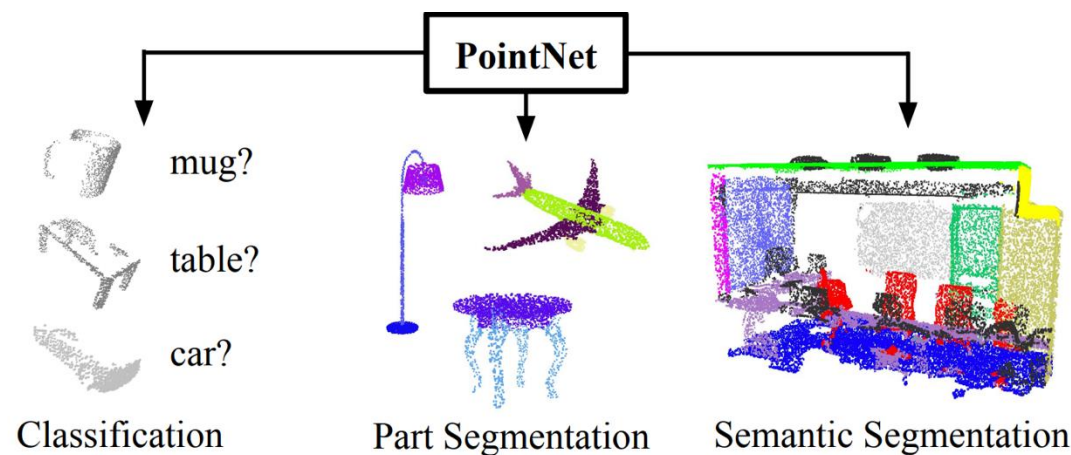 PointNet
mug?
table?
car?
Classification
Part Segmentation
Semantic Segmentation